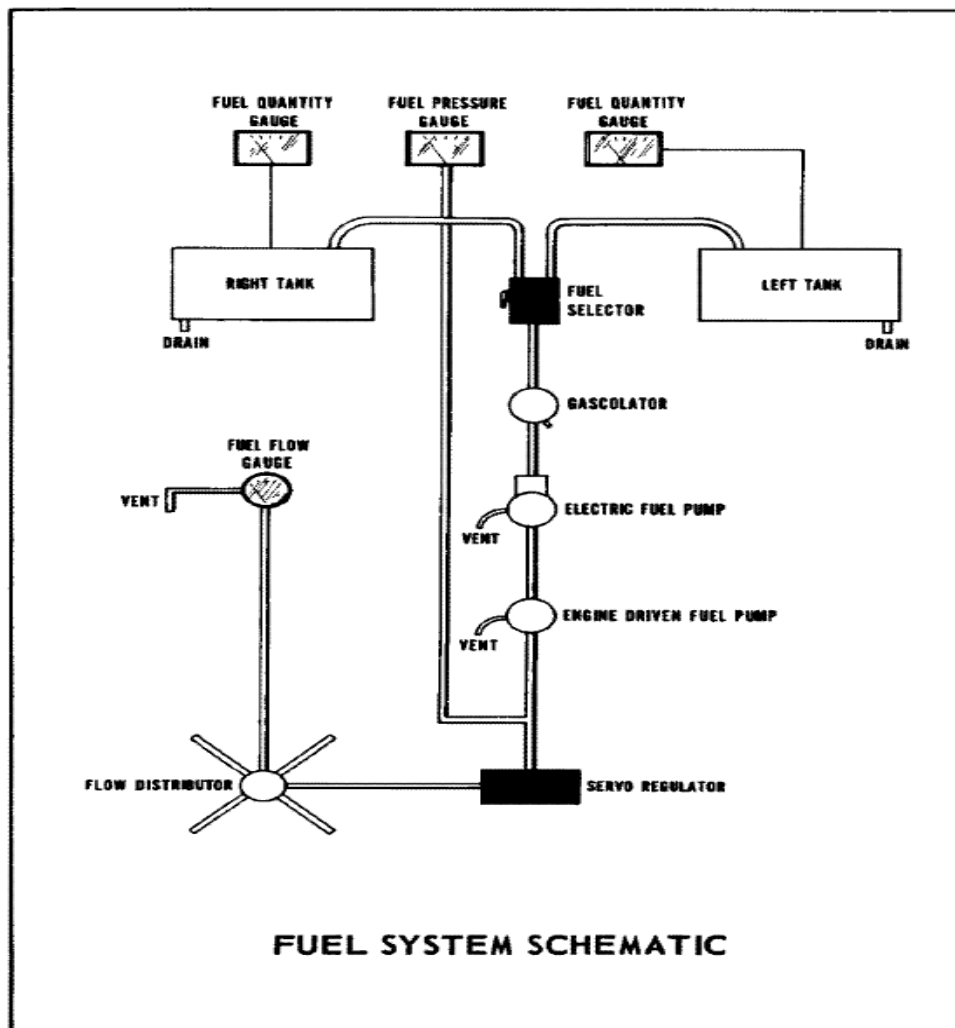 FUEL QUANTITY
GAUGE
FUEL PRESSURE
GAUGE
FUEL QUANTITY
GAUGE
RIGHT TANK
FUEL
SELECTOR
LEFT TANK
DRAIN
DRAIN
GASCOLATOR
FUEL FLOW
GAUGE
VENT
ELECTRIC FUEL PUMP
VENT
ENGINE DRIVEN FUEL PUMP
VENT
FLOW DISTRIBUTOR
SERVO REGULATOR
FUEL SYSTEM SCHEMATIC